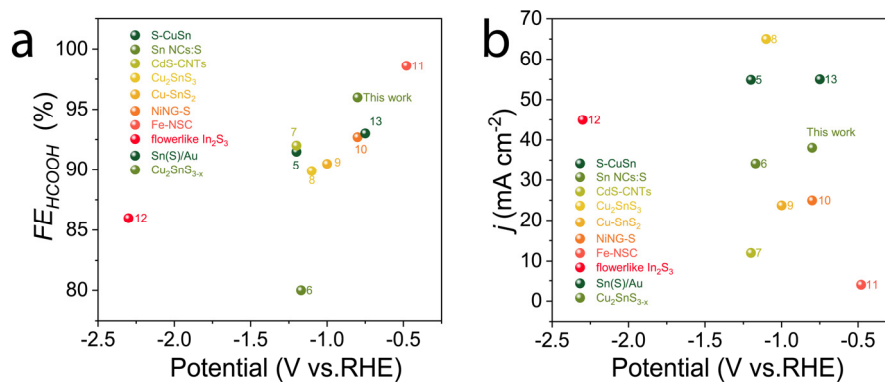 a
FE_HCOOH (%)
100
95
90
85
80
S-CuSn
Sn NCs:S
CdS-CNTs
Cu₂SnS₃
Cu-SnS₂
NiNG-S
Fe-NSC
flowerlike In₂S₃
Sn(S)/Au
Cu₂SnS₃₋ₓ
11
This work
13
7
10
5
9
8
12
6
-2.5 -2.0 -1.5 -1.0 -0.5
Potential (V vs.RHE)
b
j (mA cm⁻²)
70
60
50
40
30
20
10
0
8
5
13
12
This work
S-CuSn
Sn NCs:S
CdS-CNTs
Cu₂SnS₃
Cu-SnS₂
NiNG-S
Fe-NSC
flowerlike In₂S₃
Sn(S)/Au
Cu₂SnS₃₋ₓ
6
9
10
7
11
-2.5 -2.0 -1.5 -1.0 -0.5
Potential (V vs.RHE)